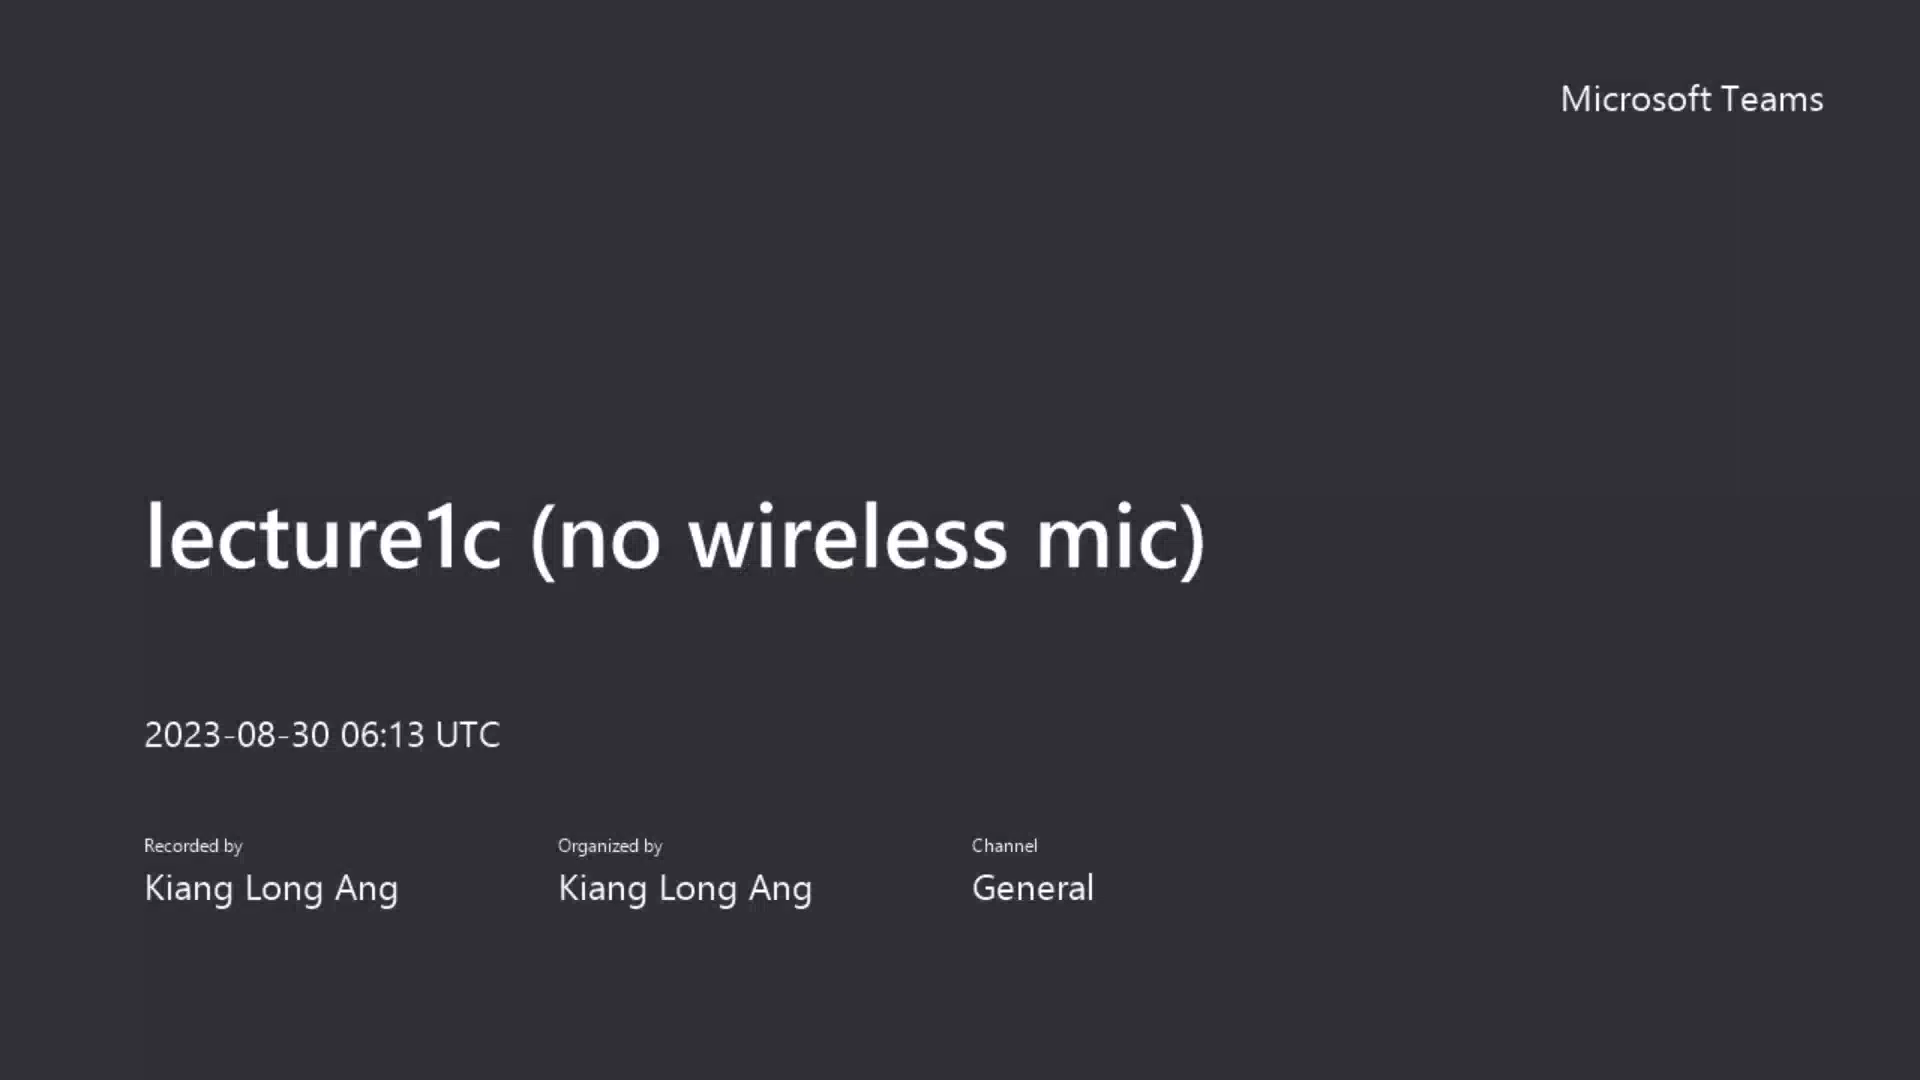 Microsoft Teams
lecture1c (no wireless mic)
2023-08-30 06:13 UTC
Recorded by
Kiang Long Ang
Organized by
Kiang Long Ang
Channel
General